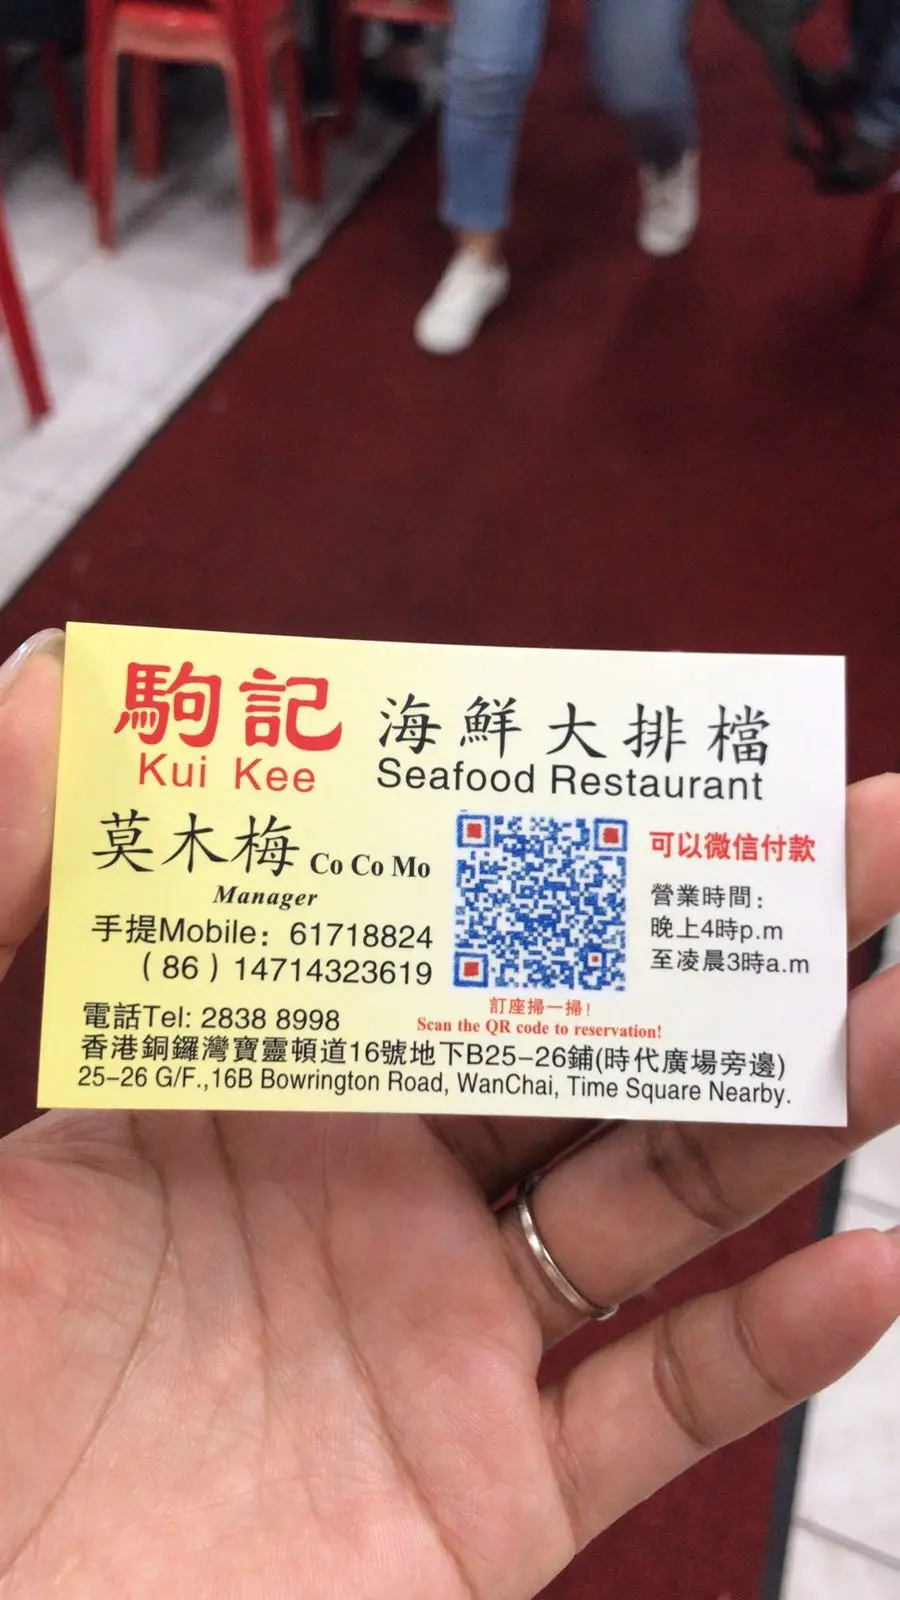 駒記 海鮮大排檔
Kui Kee Seafood Restaurant
莫木梅 Co Co Mo
Manager
手提Mobile: 61718824
(86) 14714323619
可以微信付款
營業時間:
晚上4時p.m
至凌晨3時a.m
訂座掃一掃!
Scan the QR code to reservation!
電話Tel: 2838 8998
香港銅鑼灣寶靈頓道16號地下B25-26鋪(時代廣場旁邊)
25-26 G/F.,16B Bowrington Road, WanChai, Time Square Nearby.